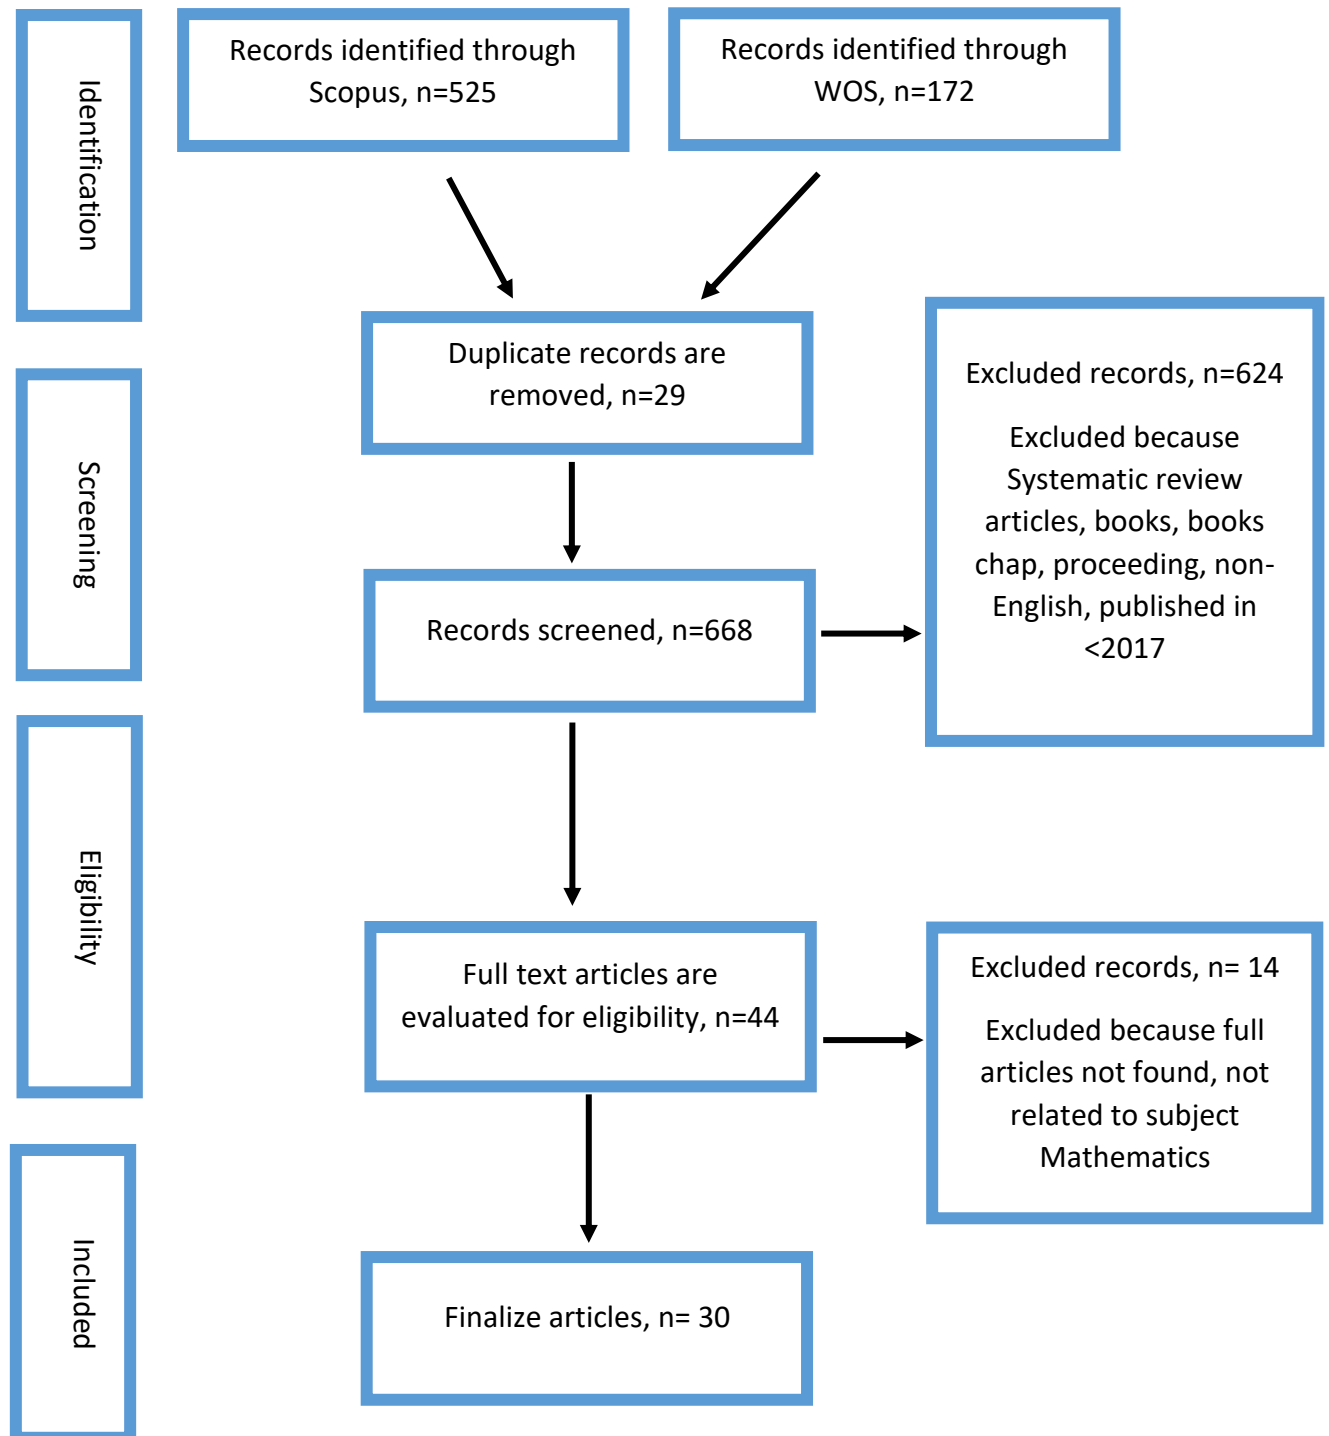 Identification
Records identified through
Scopus, n=525
Records identified through
WOS, n=172
Duplicate records are
removed, n=29
Excluded records, n=624
Excluded because
Systematic review
articles, books, books
chap, proceeding, non-
English, published in
<2017
Screening
Records screened, n=668
Eligibility
Full text articles are
evaluated for eligibility, n=44
Excluded records, n= 14
Excluded because full
articles not found, not
related to subject
Mathematics
Included
Finalize articles, n= 30